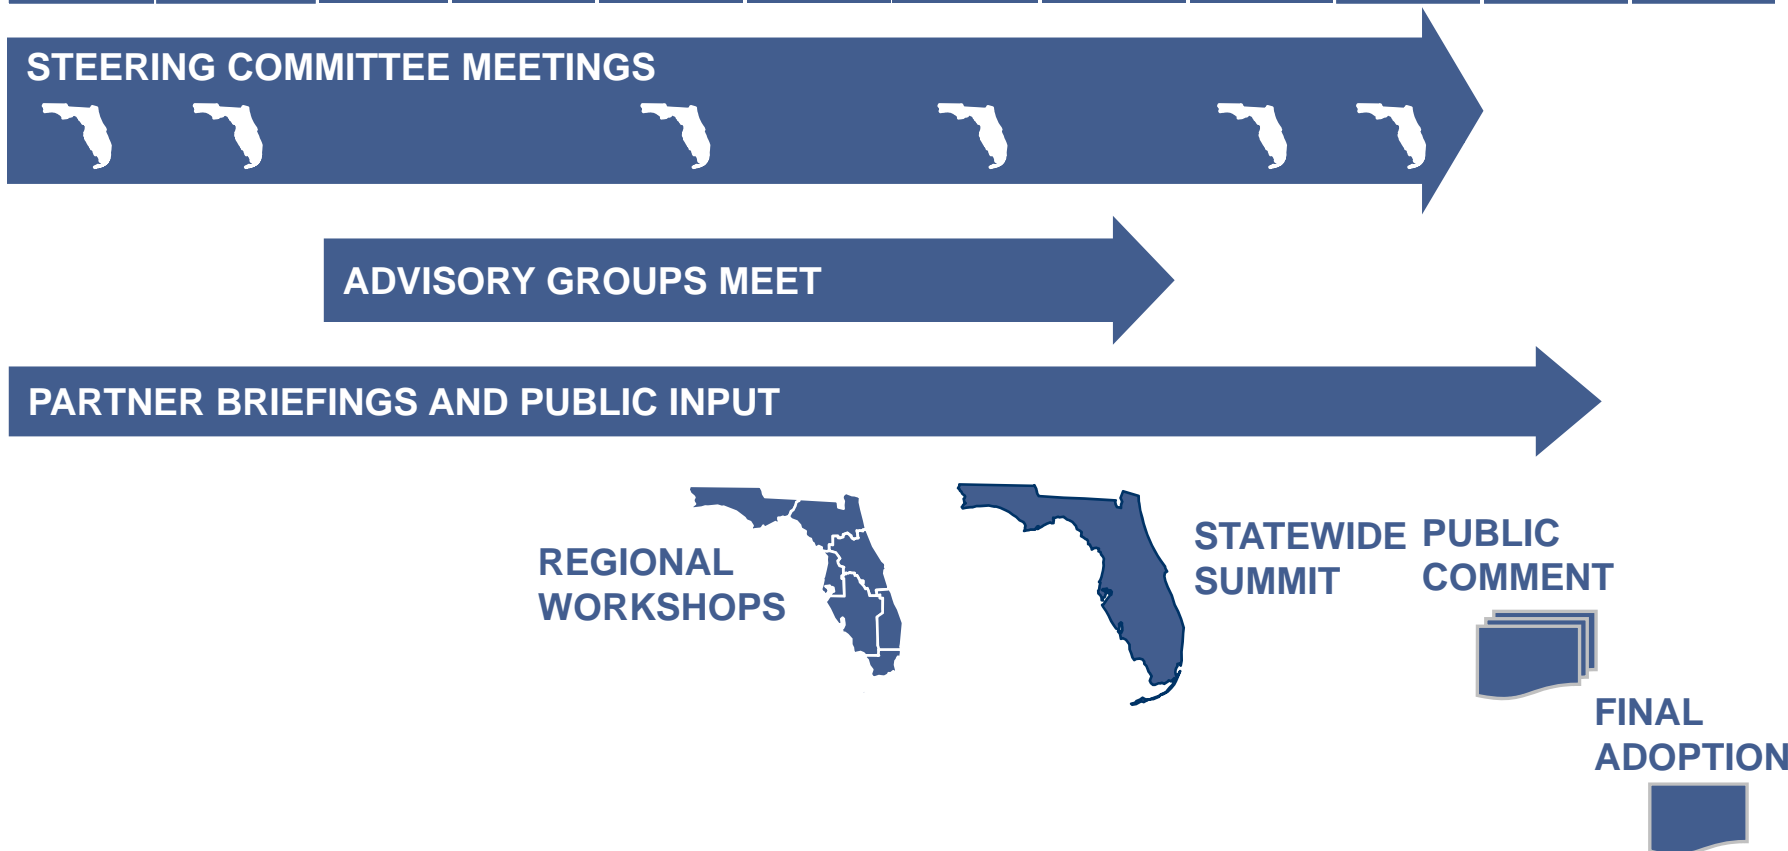 STEERING COMMITTEE MEETINGS
ADVISORY GROUPS MEET
PARTNER BRIEFINGS AND PUBLIC INPUT
REGIONAL
WORKSHOPS
STATEWIDE
SUMMIT
PUBLIC
COMMENT
FINAL
ADOPTION